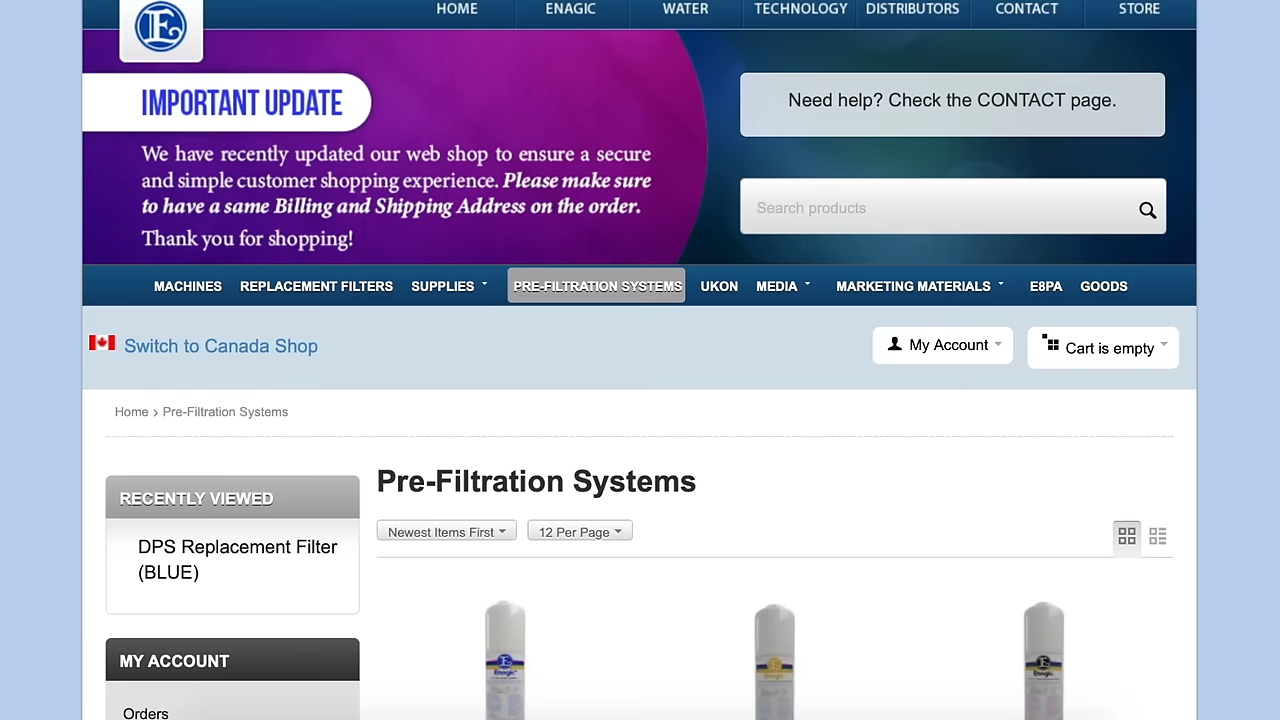 HOME ENAGIC WATER TECHNOLOGY DISTRIBUTORS CONTACT STORE
E
IMPORTANT UPDATE
We have recently updated our web shop to ensure a secure
and simple customer shopping experience. Please make sure
to have a same Billing and Shipping Address on the order.
Thank you for shopping!
Need help? Check the CONTACT page.
Search products
MACHINES REPLACEMENT FILTERS SUPPLIES PRE-FILTRATION SYSTEMS UKON MEDIA MARKETING MATERIALS E8PA GOODS
Switch to Canada Shop
My Account
Cart is empty
Home › Pre-Filtration Systems
RECENTLY VIEWED
DPS Replacement Filter
(BLUE)
MY ACCOUNT
Orders
Pre-Filtration Systems
Newest Items First 12 Per Page
E E E
Enagic Enagic Enagic